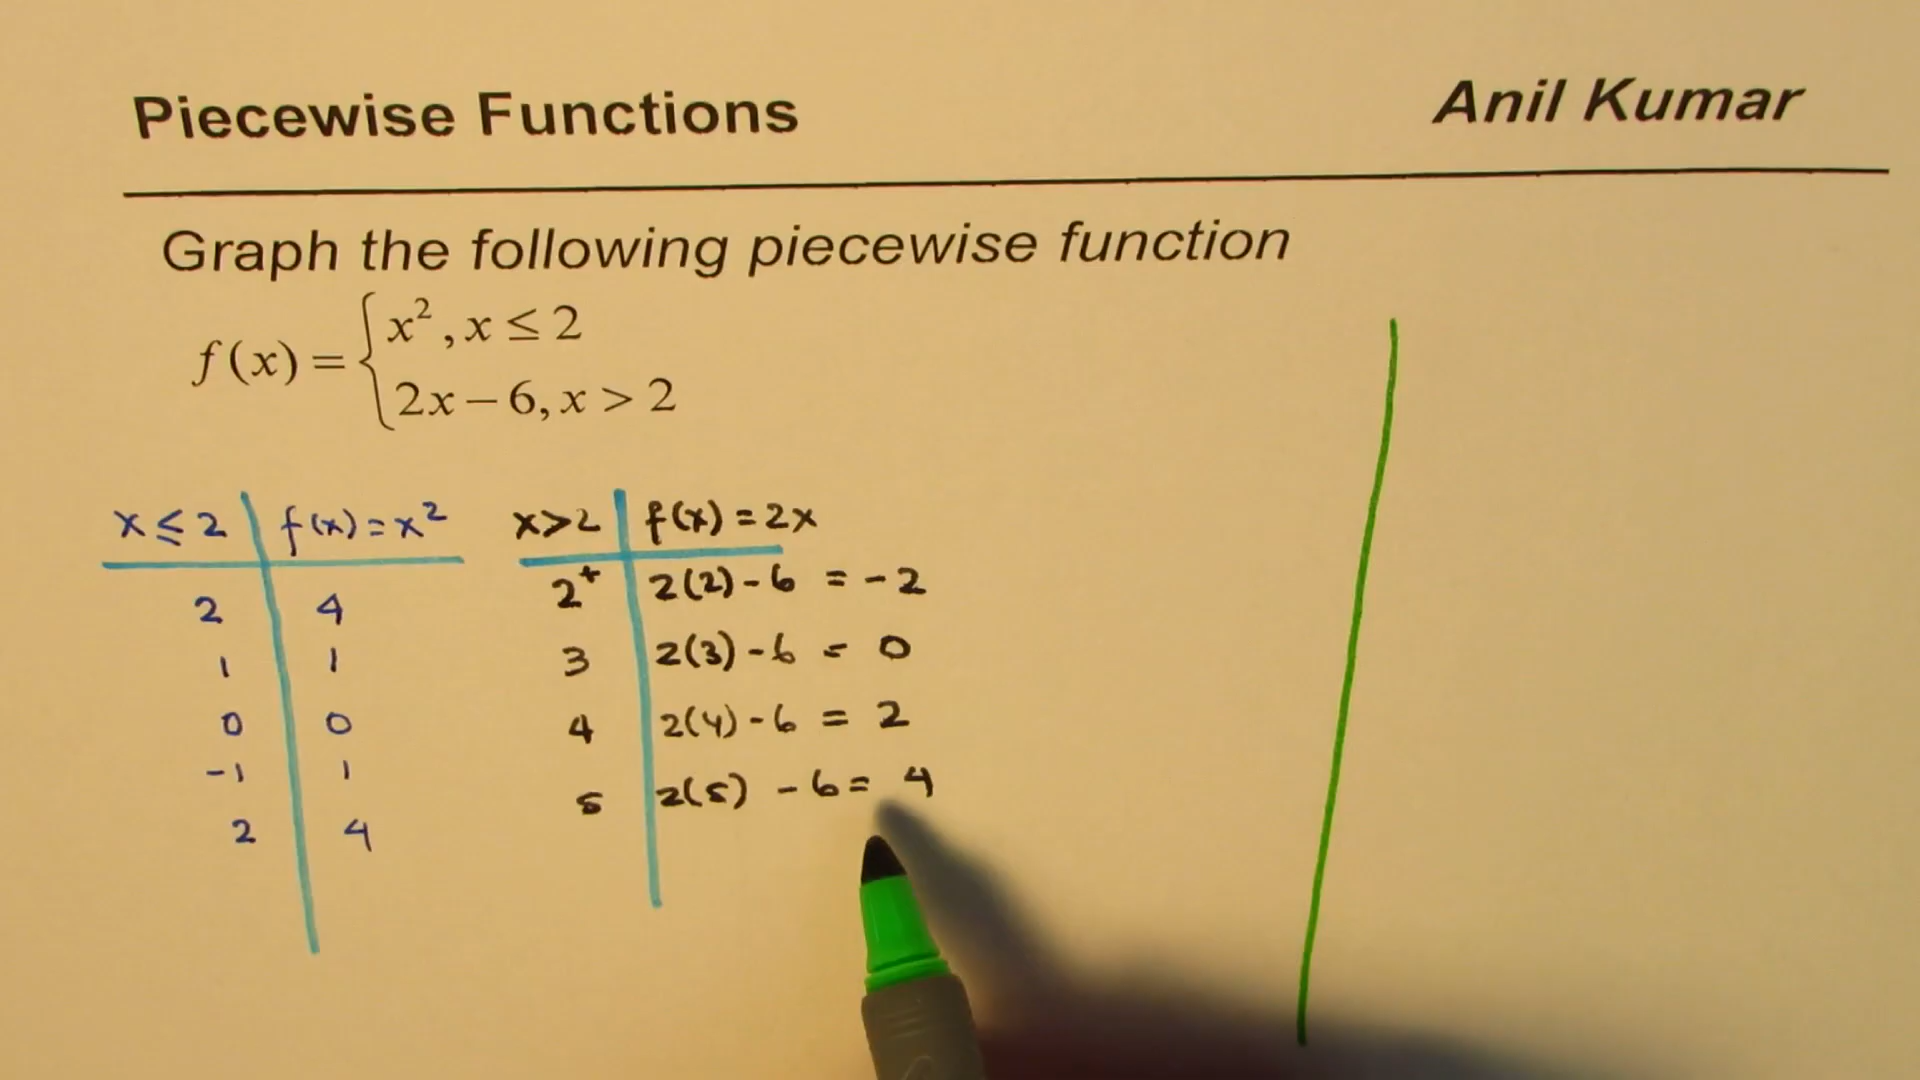 Piecewise Functions
Anil Kumar
Graph the following piecewise function
f(x) = { x², x ≤ 2
2x − 6, x > 2
x ≤ 2 f(x) = x²
2 4
1 1
0 0
-1 1
2 4
x > 2 f(x) = 2x
2⁺ 2(2) - 6 = -2
3 2(3) - 6 = 0
4 2(4) - 6 = 2
5 2(5) - 6 = 4